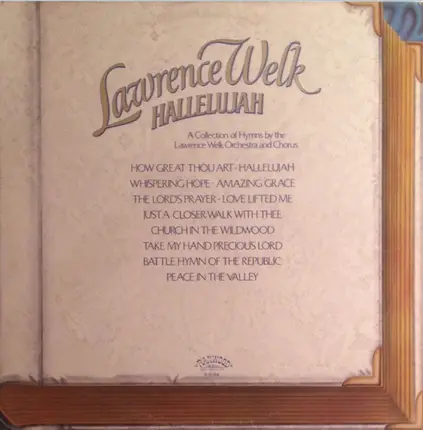 Lawrence Welk
HALLELUJAH
A Collection of Hymns by the
Lawrence Welk Orchestra and Chorus
HOW GREAT THOU ART - HALLELUJAH
WHISPERING HOPE - AMAZING GRACE
THE LORD'S PRAYER - LOVE LIFTED ME
JUST A CLOSER WALK WITH THEE
CHURCH IN THE WILDWOOD
TAKE MY HAND PRECIOUS LORD
BATTLE HYMN OF THE REPUBLIC
PEACE IN THE VALLEY